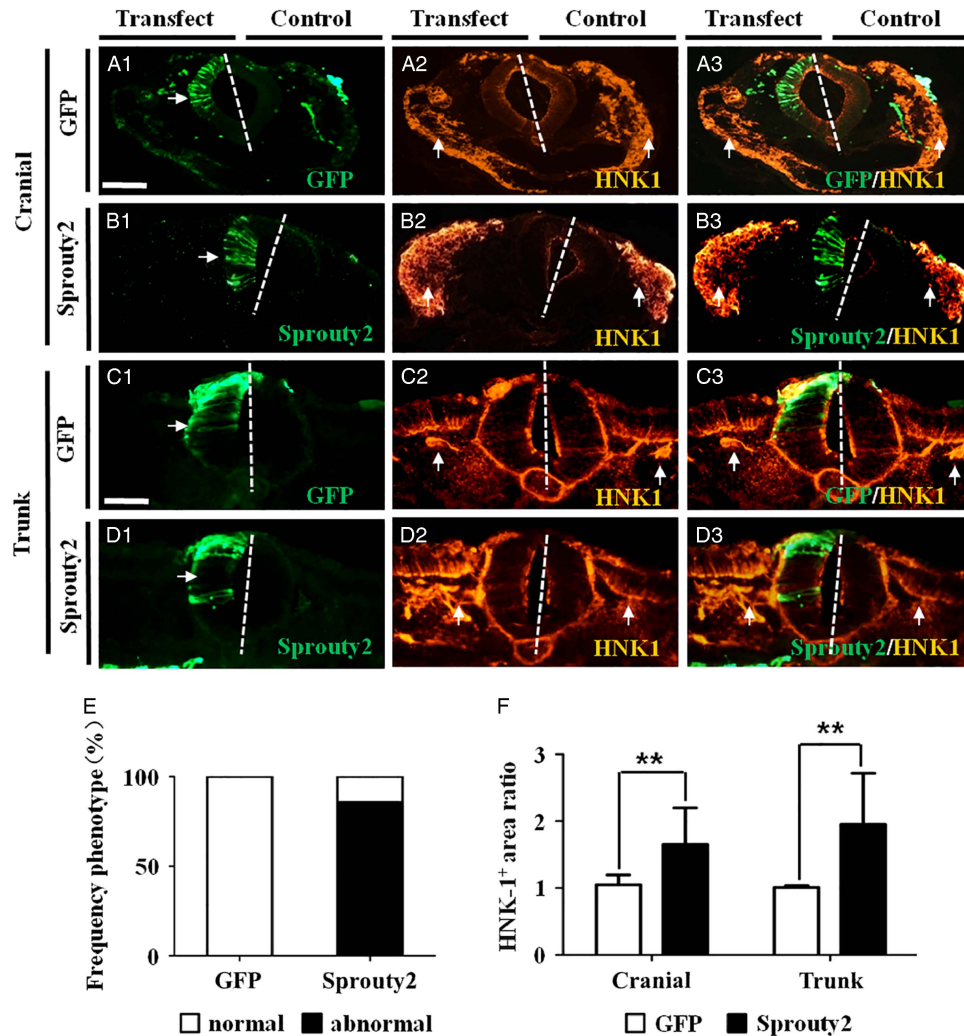 Transfect Control Transfect Control Transfect Control
Cranial
GFP
A1 A2 A3
GFP HNK1 GFP/HNK1
Sprouty2
B1 B2 B3
Sprouty2 HNK1 Sprouty2/HNK1
Trunk
GFP
C1 C2 C3
GFP HNK1 GFP/HNK1
Sprouty2
D1 D2 D3
Sprouty2 HNK1 Sprouty2/HNK1
E
Frequency phenotype (%)
100
50
0
GFP Sprouty2
normal abnormal
F
HNK-1⁺ area ratio
3
2
1
0
** **
Cranial Trunk
GFP Sprouty2